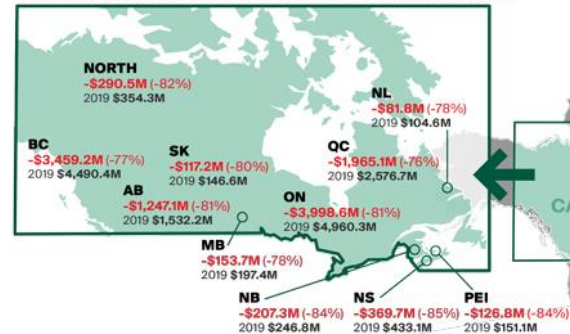 NORTH
-$290.5M (-82%)
2019 $354.3M
NL
-$81.8M (-78%)
2019 $104.6M
BC
-$3,459.2M (-77%)
2019 $4,490.4M
SK
-$117.2M (-80%)
2019 $146.6M
QC
-$1,965.1M (-76%)
2019 $2,576.7M
AB
-$1,247.1M (-81%)
2019 $1,532.2M
ON
-$3,998.6M (-81%)
2019 $4,960.3M
MB
-$153.7M (-78%)
2019 $197.4M
NB
-$207.3M (-84%)
2019 $246.8M
NS
-$369.7M (-85%)
2019 $433.1M
PEI
-$126.8M (-84%)
2019 $151.1M
CA